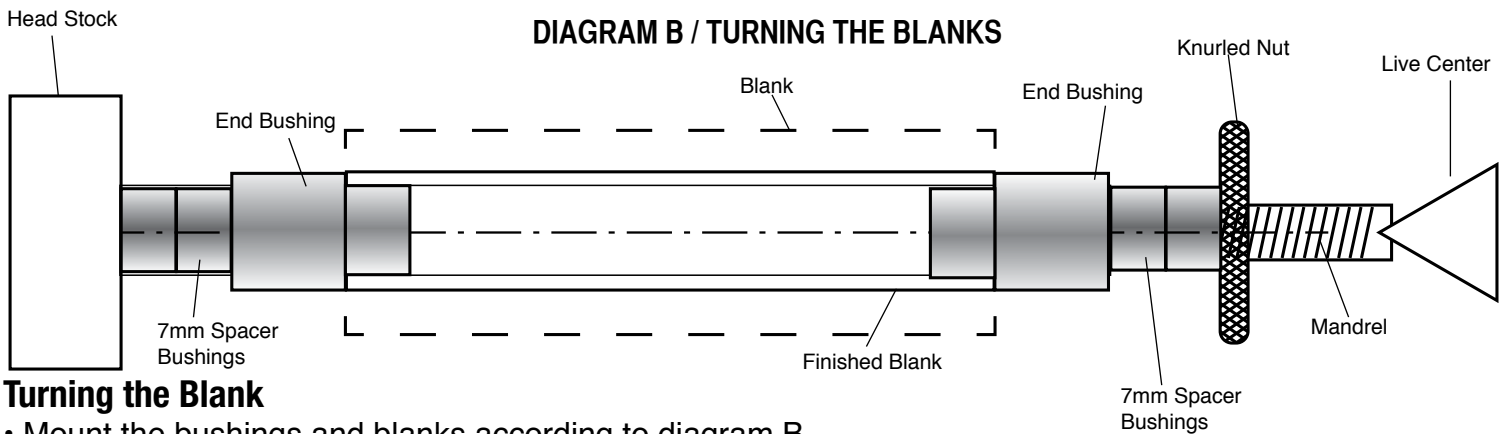 Head Stock
DIAGRAM B / TURNING THE BLANKS
Knurled Nut
Live Center
Blank
End Bushing
End Bushing
7mm Spacer
Bushings
Finished Blank
Mandrel
7mm Spacer
Bushings
Turning the Blank
• Mount the bushings and blanks according to diagram B